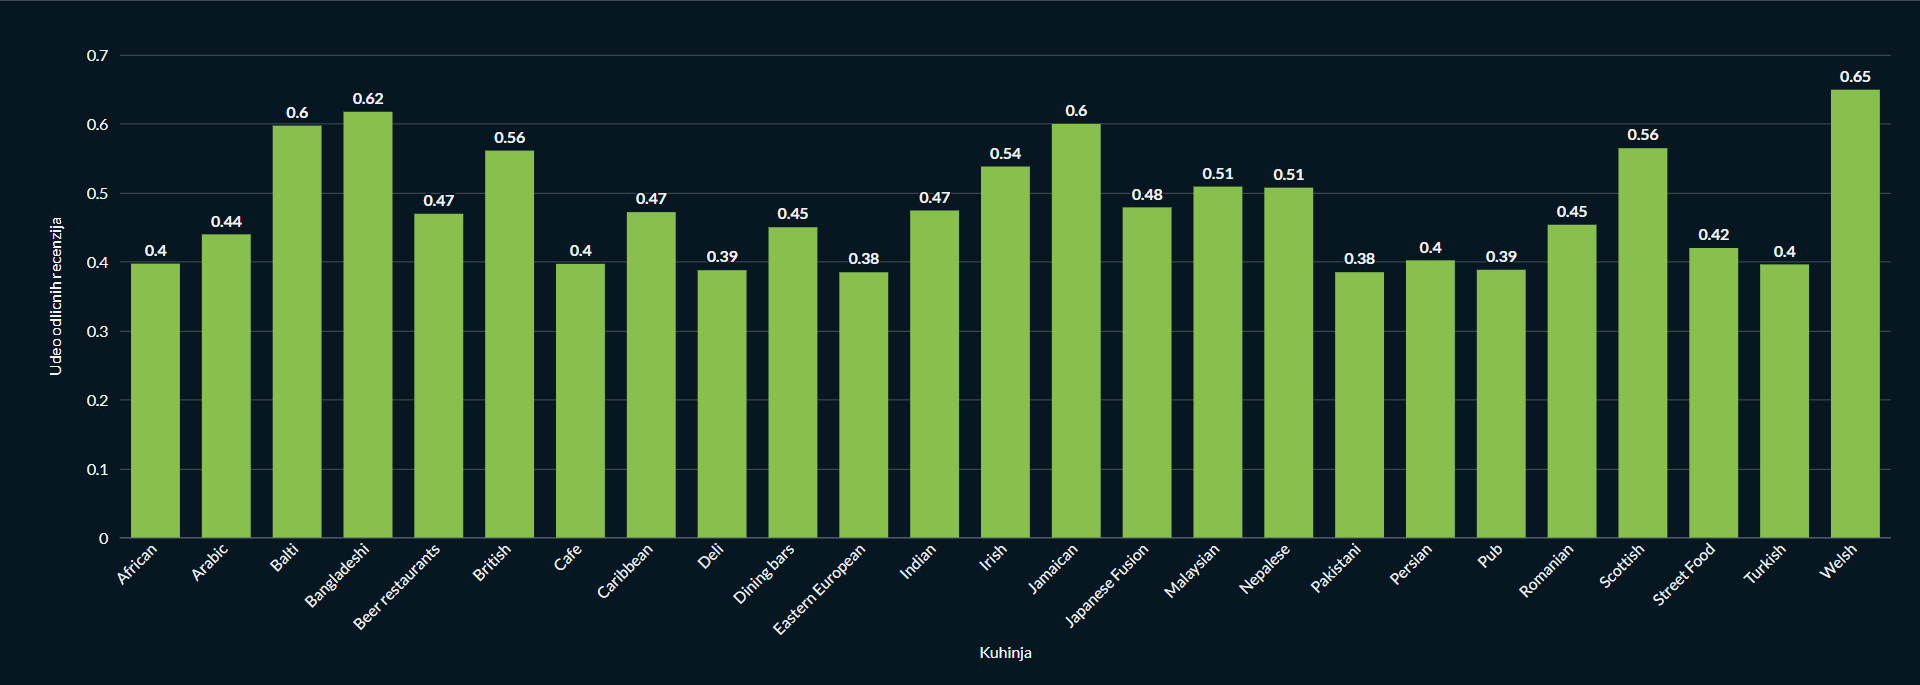 0.7
0.6
0.5
0.4
0.3
0.2
0.1
0
Udeo odlicnih recenzija
0.4
0.44
0.6
0.62
0.47
0.56
0.4
0.47
0.39
0.45
0.38
0.47
0.54
0.6
0.48
0.51
0.51
0.38
0.4
0.39
0.45
0.56
0.42
0.4
0.65
African
Arabic
Balti
Bangladeshi
Beer restaurants
British
Cafe
Caribbean
Deli
Dining bars
Eastern European
Indian
Irish
Jamaican
Japanese Fusion
Malaysian
Nepalese
Pakistani
Persian
Pub
Romanian
Scottish
Street Food
Turkish
Welsh
Kuhinja